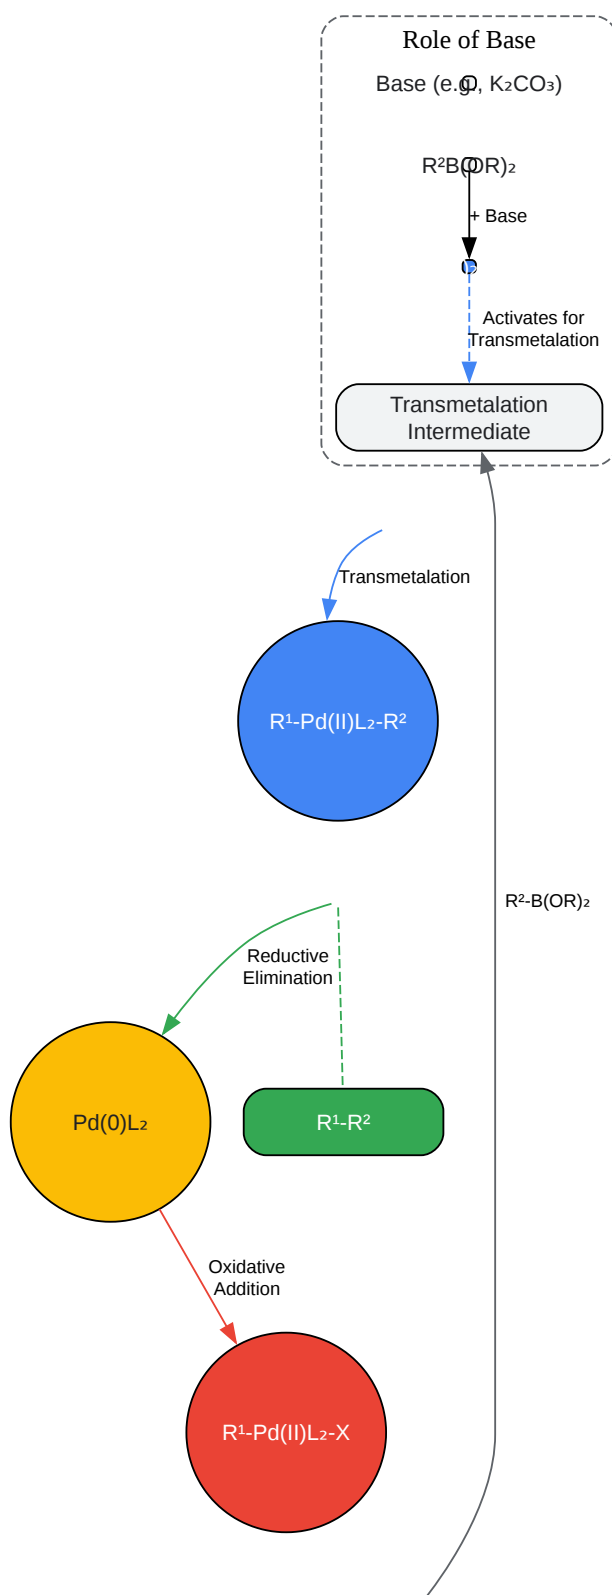 Role of Base
Base (e.g., K₂CO₃)
R²B(OR)₂
+ Base
Activates for
Transmetalation
Transmetalation
Intermediate
Transmetalation
R¹-Pd(II)L₂-R²
R²-B(OR)₂
Reductive
Elimination
Pd(0)L₂
R¹-R²
Oxidative
Addition
R¹-Pd(II)L₂-X